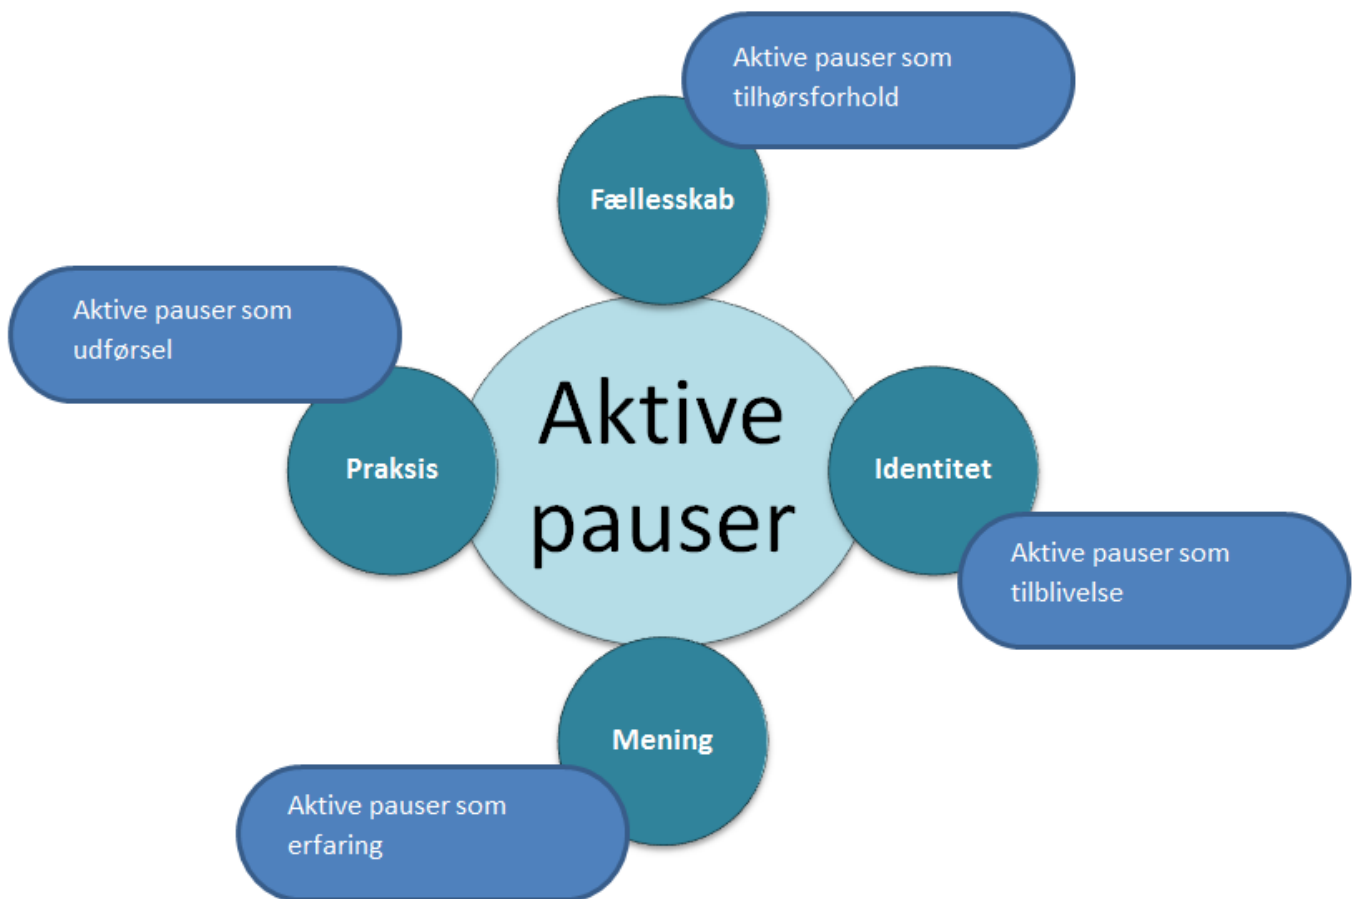 Aktive pauser som
tilhørsforhold
Fællesskab
Aktive pauser som
udførsel
Praksis
Aktive
pauser
Identitet
Aktive pauser som
tilblivelse
Mening
Aktive pauser som
erfaring